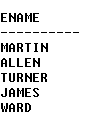 ENAME
----------
MARTIN
ALLEN
TURNER
JAMES
WARD